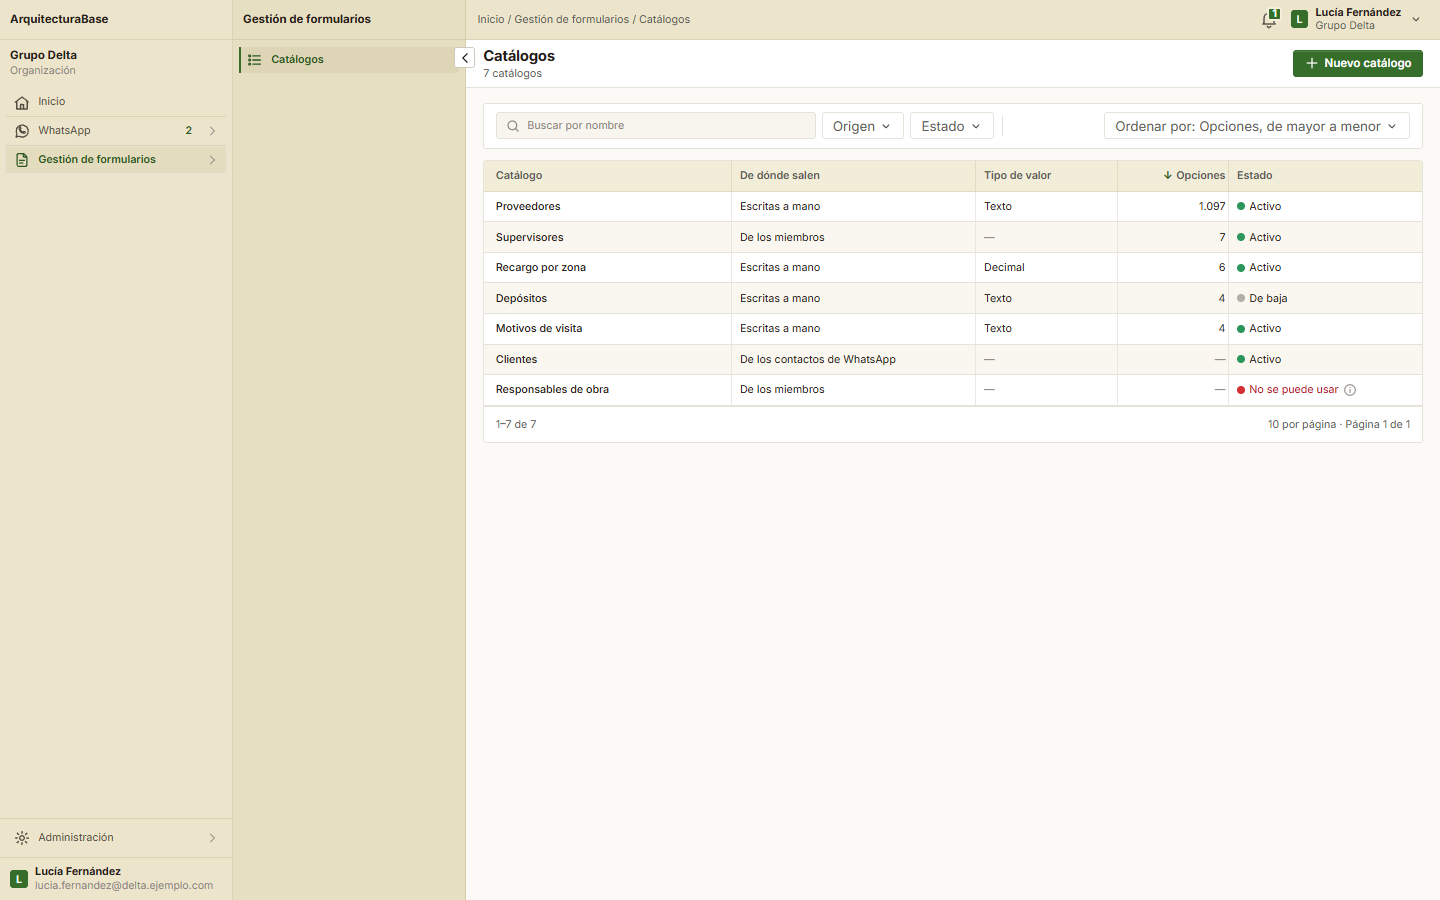 ArquitecturaBase
Grupo Delta
Organización
Inicio
WhatsApp 2
Gestión de formularios
Administración
L Lucía Fernández
lucia.fernandez@delta.ejemplo.com
Gestión de formularios
Catálogos
Inicio / Gestión de formularios / Catálogos
1
L Lucía Fernández
Grupo Delta
Catálogos
7 catálogos
Nuevo catálogo
Buscar por nombre Origen Estado Ordenar por: Opciones, de mayor a menor
Catálogo De dónde salen Tipo de valor Opciones Estado
Proveedores Escritas a mano Texto 1.097 Activo
Supervisores De los miembros — 7 Activo
Recargo por zona Escritas a mano Decimal 6 Activo
Depósitos Escritas a mano Texto 4 De baja
Motivos de visita Escritas a mano Texto 4 Activo
Clientes De los contactos de WhatsApp — — Activo
Responsables de obra De los miembros — — No se puede usar
1–7 de 7 10 por página · Página 1 de 1